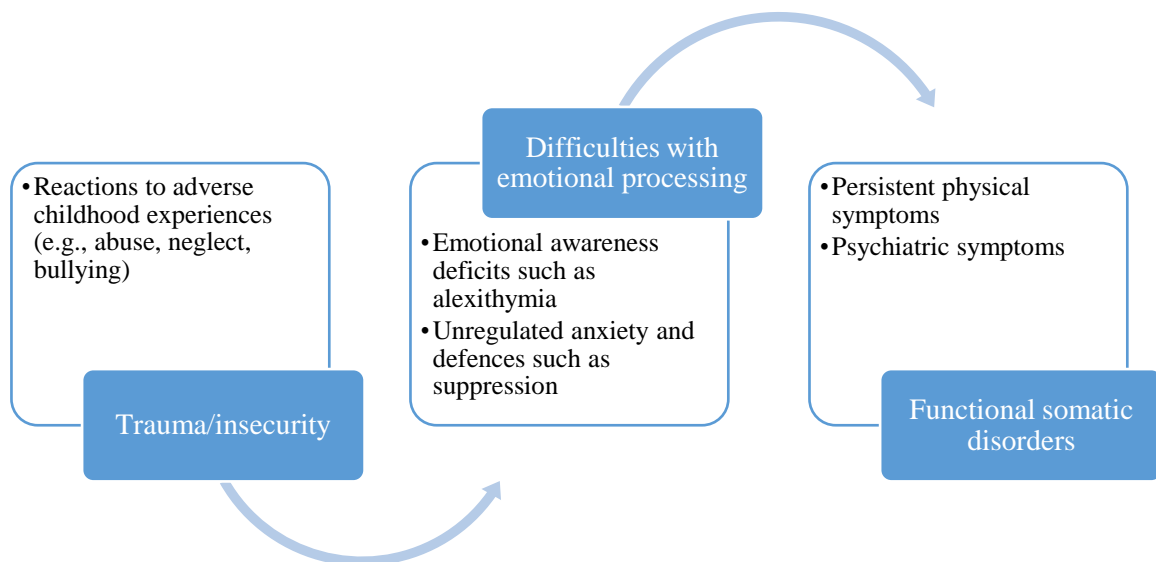 •Reactions to adverse
childhood experiences
(e.g., abuse, neglect,
bullying)
Trauma/insecurity
Difficulties with
emotional processing
•Emotional awareness
deficits such as
alexithymia
•Unregulated anxiety and
defences such as
suppression
•Persistent physical
symptoms
•Psychiatric symptoms
Functional somatic
disorders